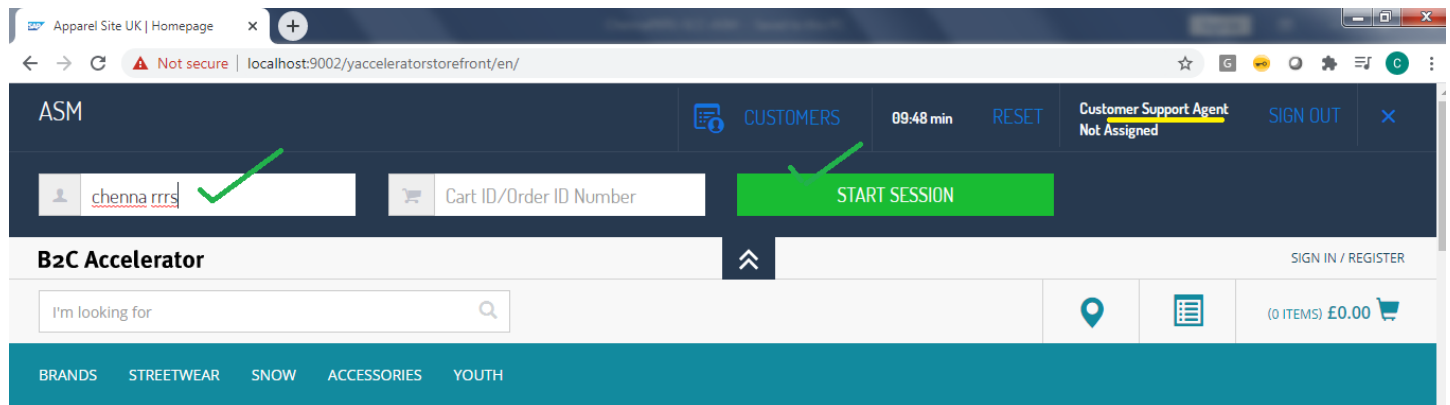 Apparel Site UK | Homepage
Not secure | localhost:9002/yacceleratorstorefront/en/
G
C
ASM
CUSTOMERS
09:48 min
RESET
Customer Support Agent
Not Assigned
SIGN OUT
chenna rrrs
Cart ID/Order ID Number
START SESSION
B2C Accelerator
SIGN IN / REGISTER
I'm looking for
(0 ITEMS) £0.00
BRANDS STREETWEAR SNOW ACCESSORIES YOUTH